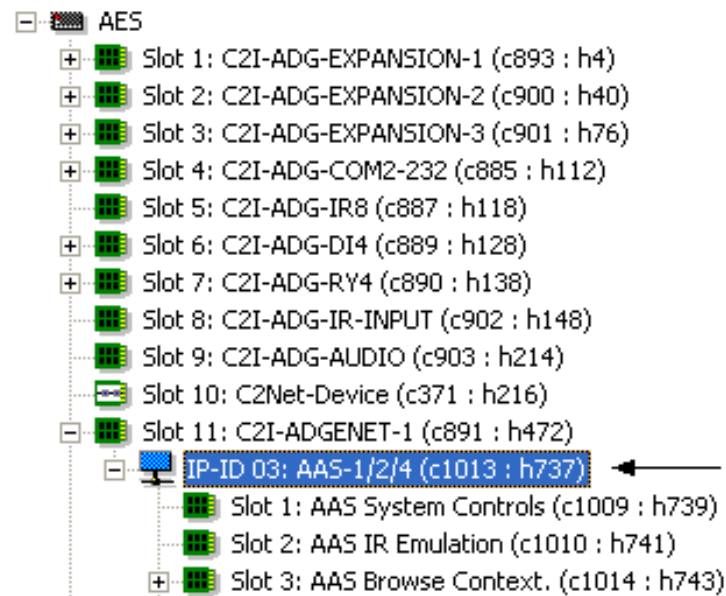 AES
Slot 1: C2I-ADG-EXPANSION-1 (c893 : h4)
Slot 2: C2I-ADG-EXPANSION-2 (c900 : h40)
Slot 3: C2I-ADG-EXPANSION-3 (c901 : h76)
Slot 4: C2I-ADG-COM2-232 (c885 : h112)
Slot 5: C2I-ADG-IR8 (c887 : h118)
Slot 6: C2I-ADG-DI4 (c889 : h128)
Slot 7: C2I-ADG-RY4 (c890 : h138)
Slot 8: C2I-ADG-IR-INPUT (c902 : h148)
Slot 9: C2I-ADG-AUDIO (c903 : h214)
Slot 10: C2Net-Device (c371 : h216)
Slot 11: C2I-ADGENET-1 (c891 : h472)
IP-ID 03: AAS-1/2/4 (c1013 : h737)
Slot 1: AAS System Controls (c1009 : h739)
Slot 2: AAS IR Emulation (c1010 : h741)
Slot 3: AAS Browse Context. (c1014 : h743)